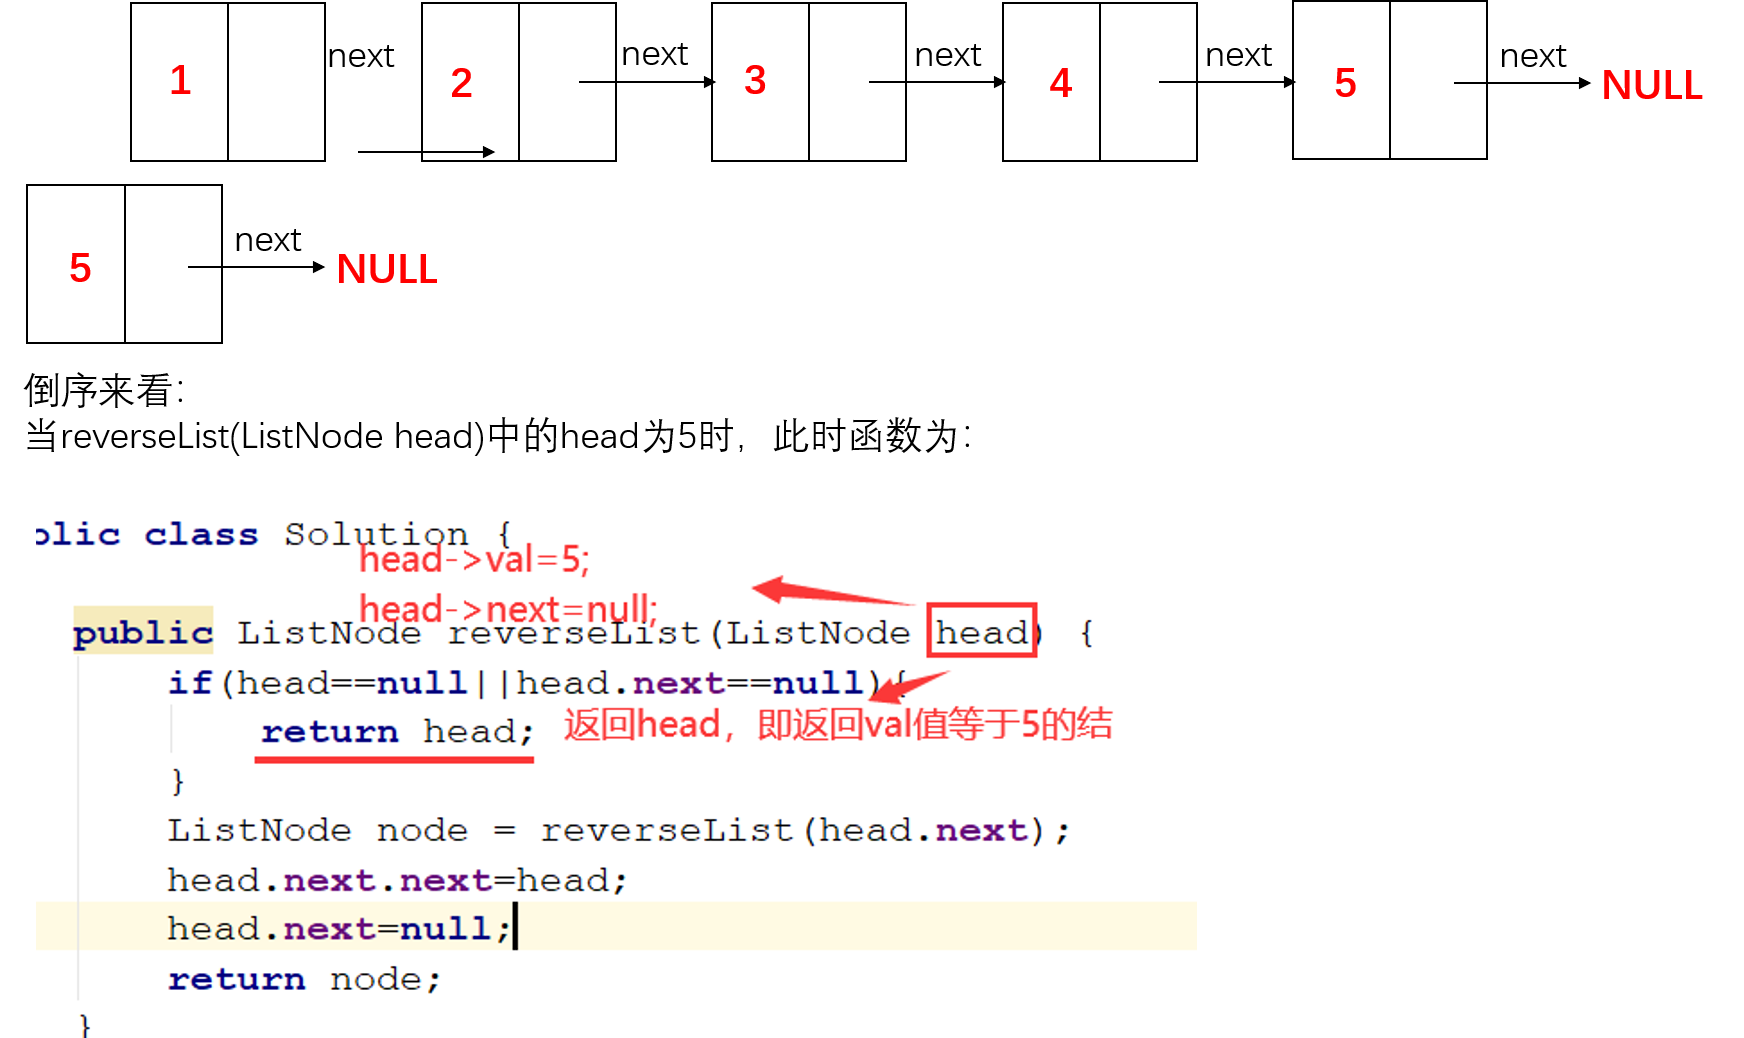 1 next 2 next 3 next 4 next 5 next NULL
5 next NULL
倒序来看：
当reverseList(ListNode head)中的head为5时，此时函数为：
blic class Solution {
head->val=5;
head->next=null;
public ListNode reverseList(ListNode head) {
if(head==null||head.next==null){
return head; 返回head，即返回val值等于5的结
}
ListNode node = reverseList(head.next);
head.next.next=head;
head.next=null;
return node;
}